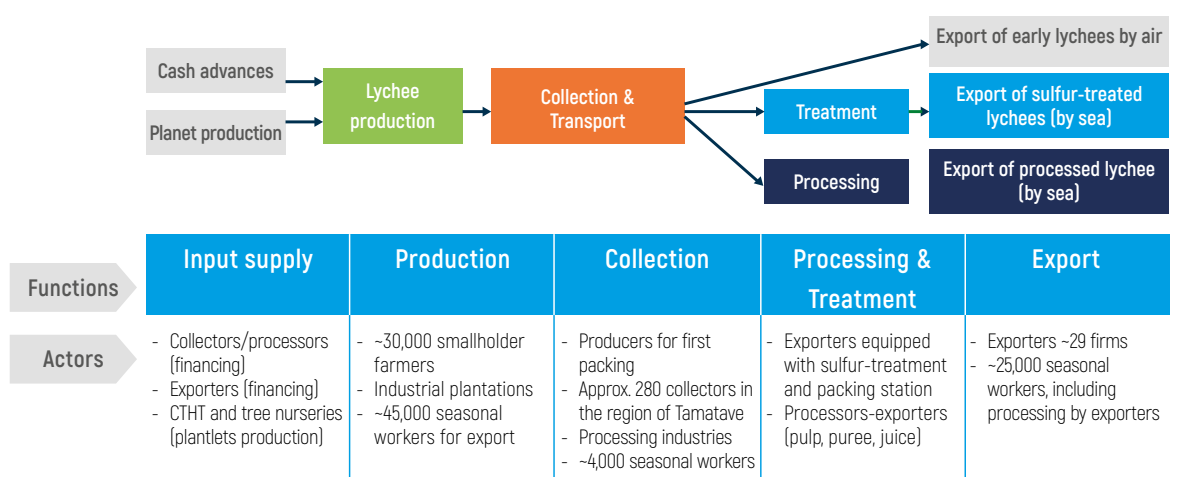 Cash advances
Planet production
Lychee
production
Collection &
Transport
Treatment
Processing
Export of early lychees by air
Export of sulfur-treated
lychees (by sea)
Export of processed lychee
(by sea)
Functions
Input supply
Production
Collection
Processing &
Treatment
Export
Actors
- Collectors/processors
(financing)
- Exporters (financing)
- CTHT and tree nurseries
(plantlets production)
- ~30,000 smallholder
farmers
- Industrial plantations
- ~45,000 seasonal
workers for export
- Producers for first
packing
- Approx. 280 collectors in
the region of Tamatave
- Processing industries
- ~4,000 seasonal workers
- Exporters equipped
with sulfur-treatment
and packing station
- Processors-exporters
(pulp, puree, juice)
- Exporters ~29 firms
- ~25,000 seasonal
workers, including
processing by exporters